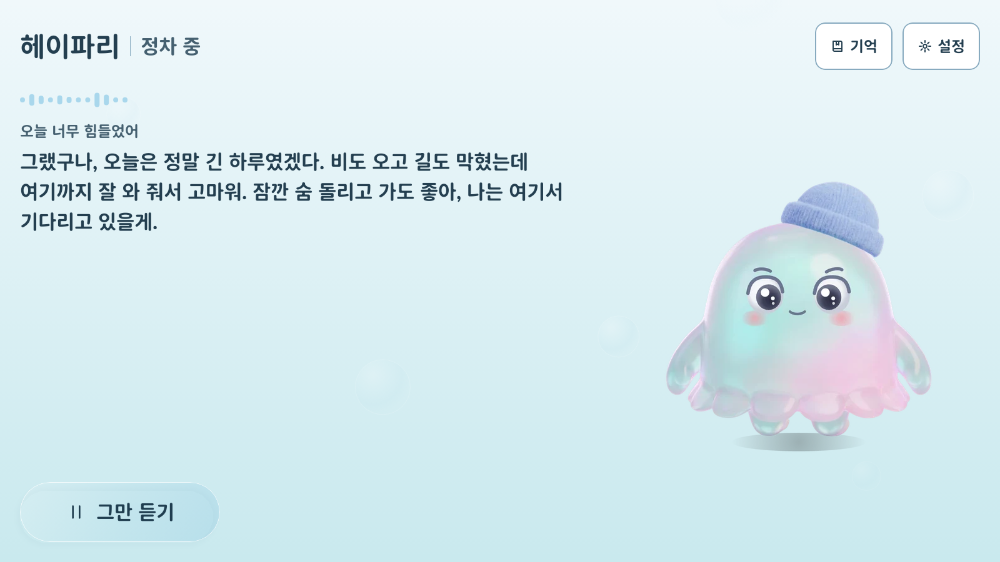 헤이파리
정차 중
기억
설정
오늘 너무 힘들었어
그랬구나, 오늘은 정말 긴 하루였겠다. 비도 오고 길도 막혔는데
여기까지 잘 와 줘서 고마워. 잠깐 숨 돌리고 가도 좋아, 나는 여기서
기다리고 있을게.
그만 듣기